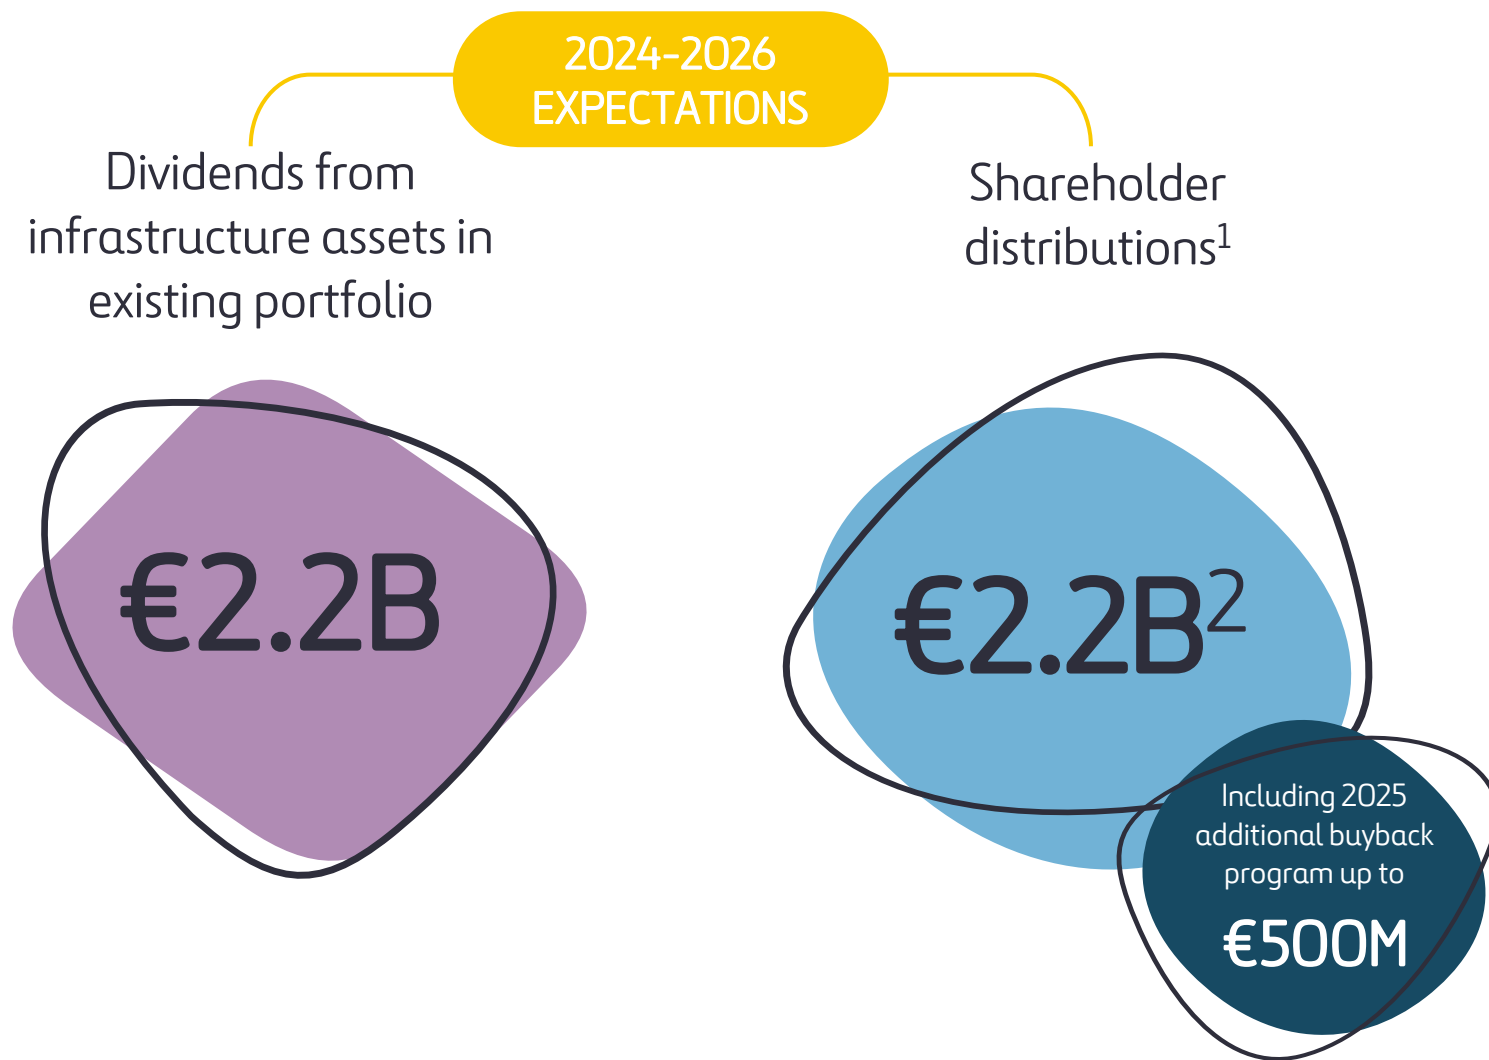 2024-2026
EXPECTATIONS
Dividends from
infrastructure assets in
existing portfolio
Shareholder
distributions¹
€2.2B
€2.2B²
Including 2025
additional buyback
program up to
€500M